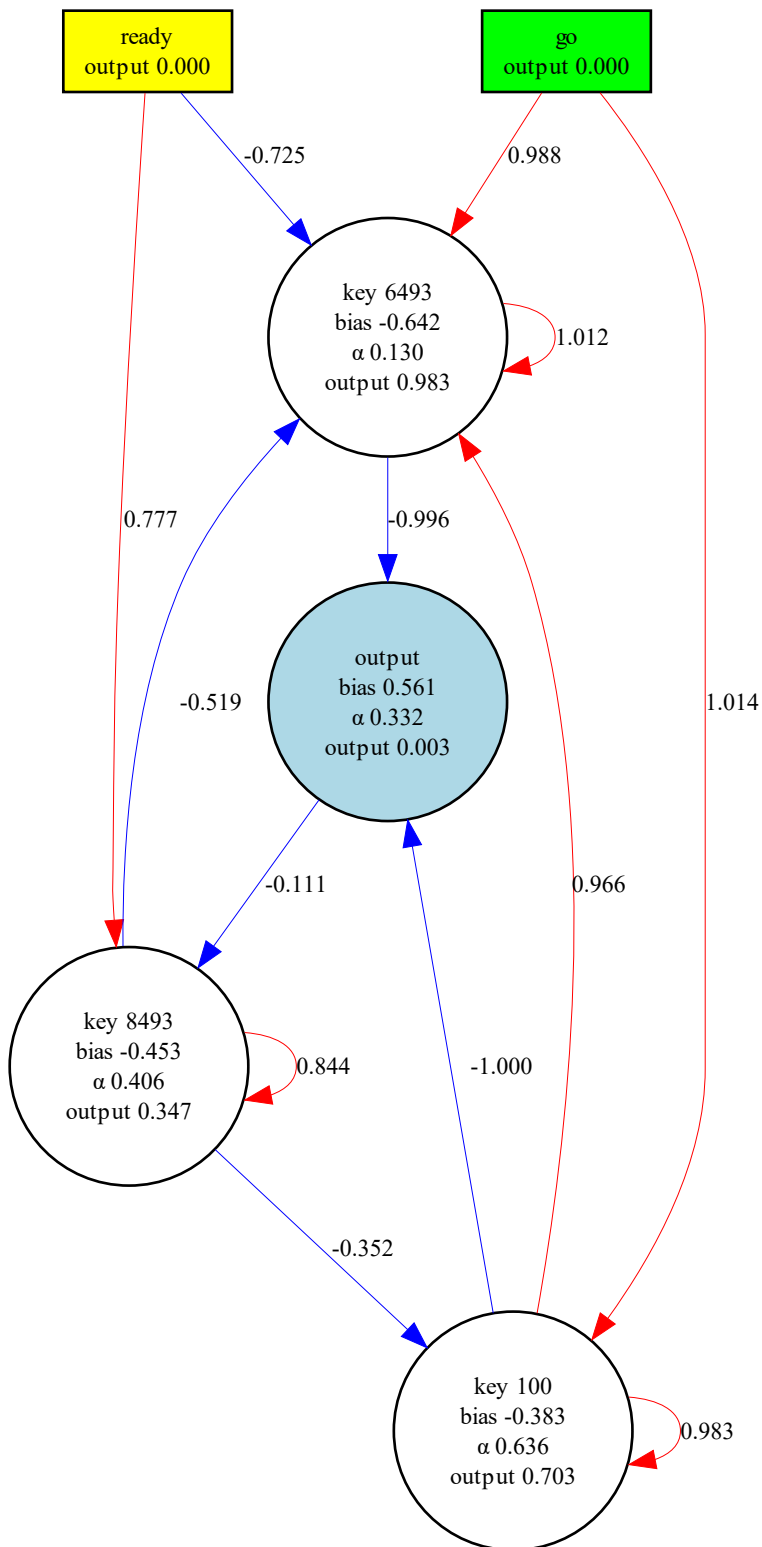 ready
output 0.000
go
output 0.000
-0.725
0.988
key 6493
bias -0.642
α 0.130
output 0.983
1.012
0.777
-0.996
-0.519
output
bias 0.561
α 0.332
output 0.003
1.014
-0.111
0.966
key 8493
bias -0.453
α 0.406
output 0.347
0.844
-1.000
-0.352
key 100
bias -0.383
α 0.636
output 0.703
0.983